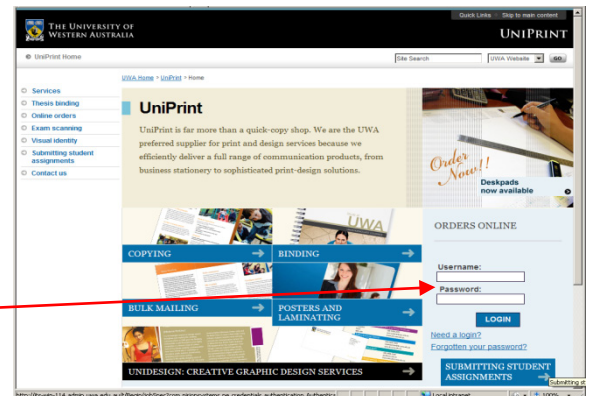 Quick Links
Skip to main content
THE UNIVERSITY OF
WESTERN AUSTRALIA
UNIPRINT
UniPrint Home
Site Search
UWA Website
GO
UWA Home > UniPrint > Home
Services
Thesis binding
Online orders
Exam scanning
Visual identity
Submitting student
assignments
Contact us
UniPrint
UniPrint is far more than a quick-copy shop. We are the UWA
preferred supplier for print and design services because we
efficiently deliver a full range of communication products, from
business stationery to sophisticated print-design solutions.
Order
Now!!
Deskpads
now available
UWA
COPYING
BINDING
BULK MAILING
POSTERS AND
LAMINATING
UNIDESIGN: CREATIVE GRAPHIC DESIGN SERVICES
ORDERS ONLINE
Username:
Password:
LOGIN
Need a login?
Forgotten your password?
SUBMITTING STUDENT
ASSIGNMENTS
Submitting st
Local intranet
100%